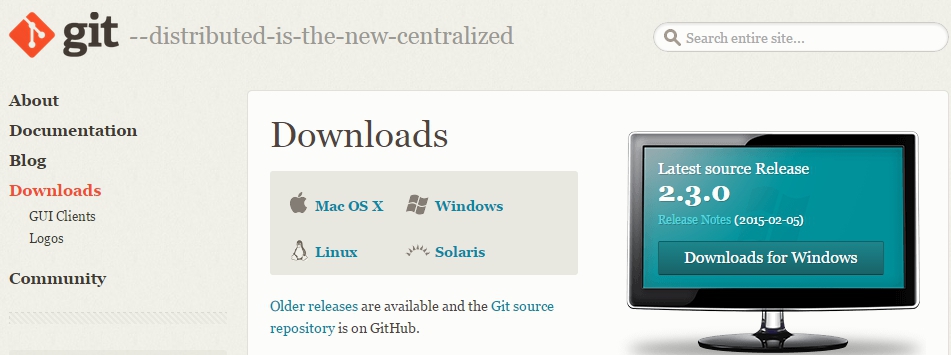 git --distributed-is-the-new-centralized
Search entire site...
About
Documentation
Blog
Downloads
GUI Clients
Logos
Community
Downloads
Mac OS X
Windows
Linux
Solaris
Older releases are available and the Git source
repository is on GitHub.
Latest source Release
2.3.0
Release Notes (2015-02-05)
Downloads for Windows